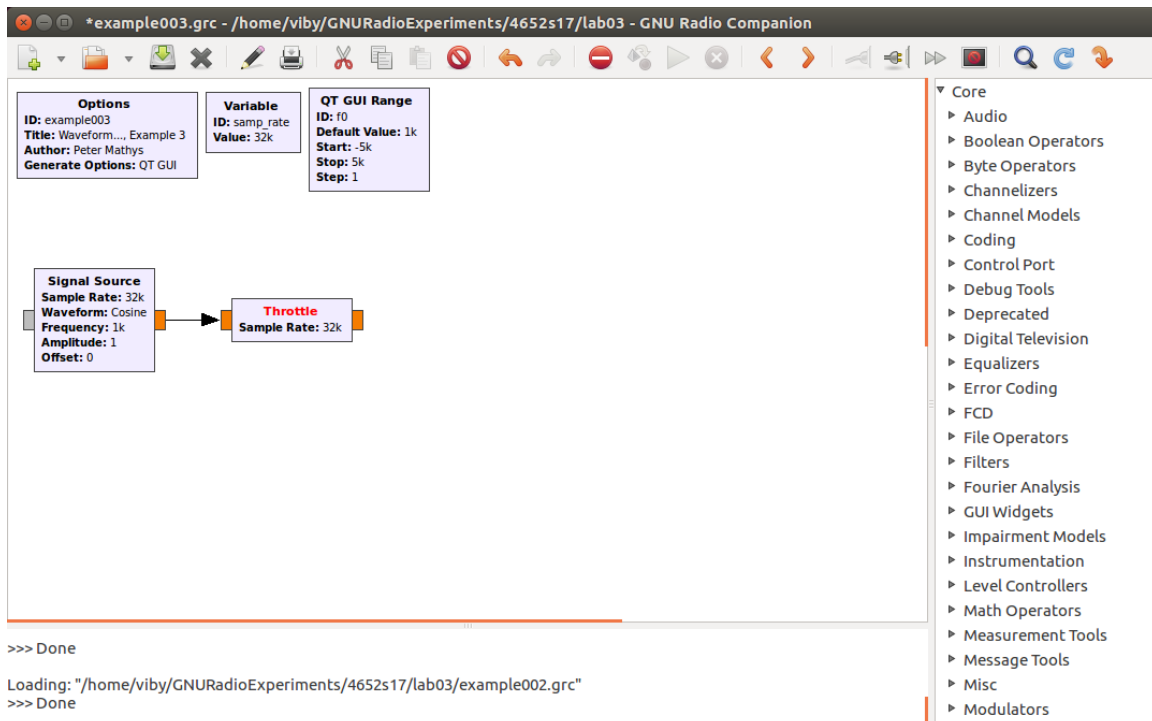 *example003.grc - /home/viby/GNURadioExperiments/4652s17/lab03 - GNU Radio Companion
Options
ID: example003
Title: Waveform..., Example 3
Author: Peter Mathys
Generate Options: QT GUI
Variable
ID: samp_rate
Value: 32k
QT GUI Range
ID: f0
Default Value: 1k
Start: -5k
Stop: 5k
Step: 1
Signal Source
Sample Rate: 32k
Waveform: Cosine
Frequency: 1k
Amplitude: 1
Offset: 0
Throttle
Sample Rate: 32k
Core
Audio
Boolean Operators
Byte Operators
Channelizers
Channel Models
Coding
Control Port
Debug Tools
Deprecated
Digital Television
Equalizers
Error Coding
FCD
File Operators
Filters
Fourier Analysis
GUI Widgets
Impairment Models
Instrumentation
Level Controllers
Math Operators
Measurement Tools
Message Tools
Misc
Modulators
>>> Done
Loading: "/home/viby/GNURadioExperiments/4652s17/lab03/example002.grc"
>>> Done